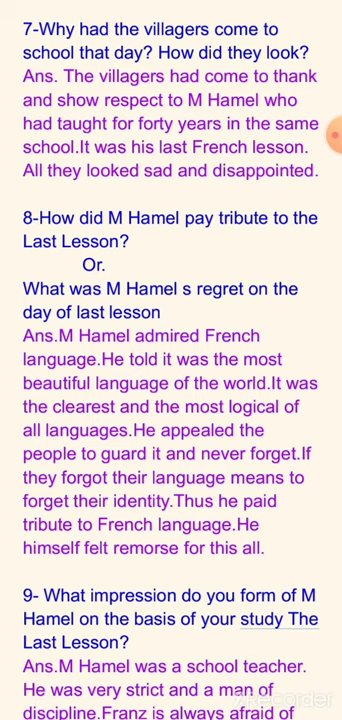 7-Why had the villagers come to
school that day? How did they look?
Ans. The villagers had come to thank
and show respect to M Hamel who
had taught for forty years in the same
school.It was his last French lesson.
All they looked sad and disappointed.
8-How did M Hamel pay tribute to the
Last Lesson?
Or.
What was M Hamel s regret on the
day of last lesson
Ans.M Hamel admired French
language.He told it was the most
beautiful language of the world.It was
the clearest and the most logical of
all languages.He appealed the
people to guard it and never forget.If
they forgot their language means to
forget their identity.Thus he paid
tribute to French language.He
himself felt remorse for this all.
9- What impression do you form of M
Hamel on the basis of your study The
Last Lesson?
Ans.M Hamel was a school teacher.
He was very strict and a man of
discipline.Franz is always afraid of